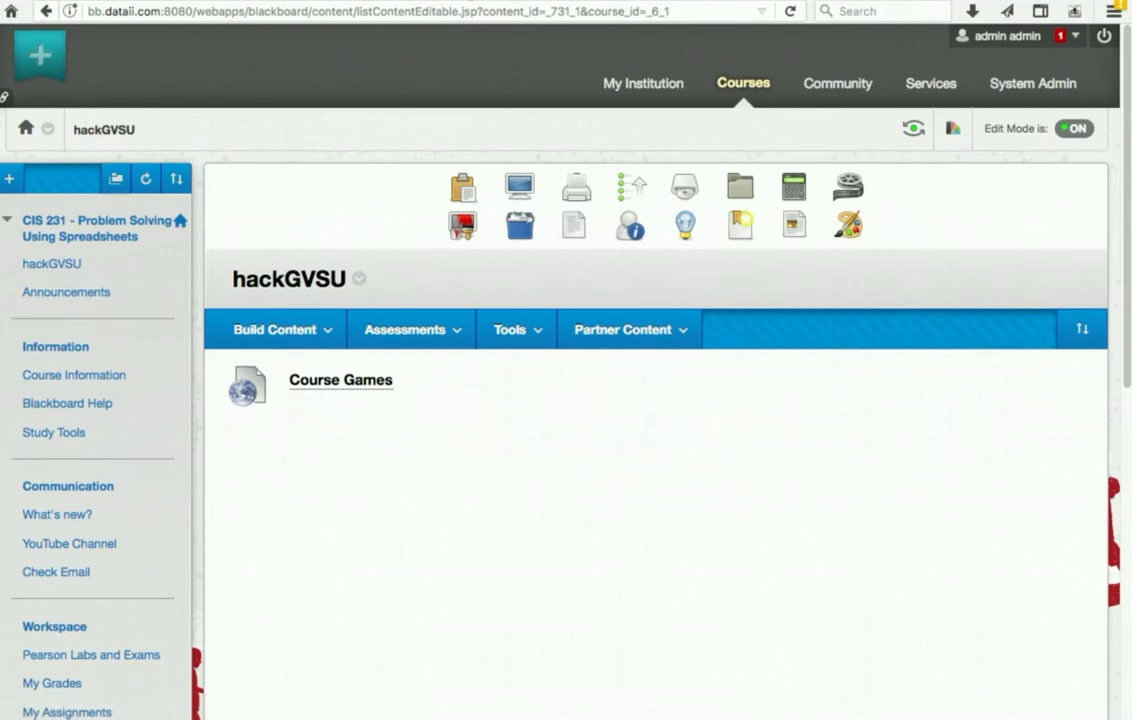 bb.dataii.com:8080/webapps/blackboard/content/listContentEditable.jsp?content_id=_731_1&course_id=_6_1
Search
admin admin 1
My Institution Courses Community Services System Admin
hackGVSU
Edit Mode is: ON
CIS 231 - Problem Solving
Using Spreadsheets
hackGVSU
Announcements
Information
Course Information
Blackboard Help
Study Tools
Communication
What's new?
YouTube Channel
Check Email
Workspace
Pearson Labs and Exams
My Grades
My Assignments
hackGVSU
Build Content Assessments Tools Partner Content
Course Games